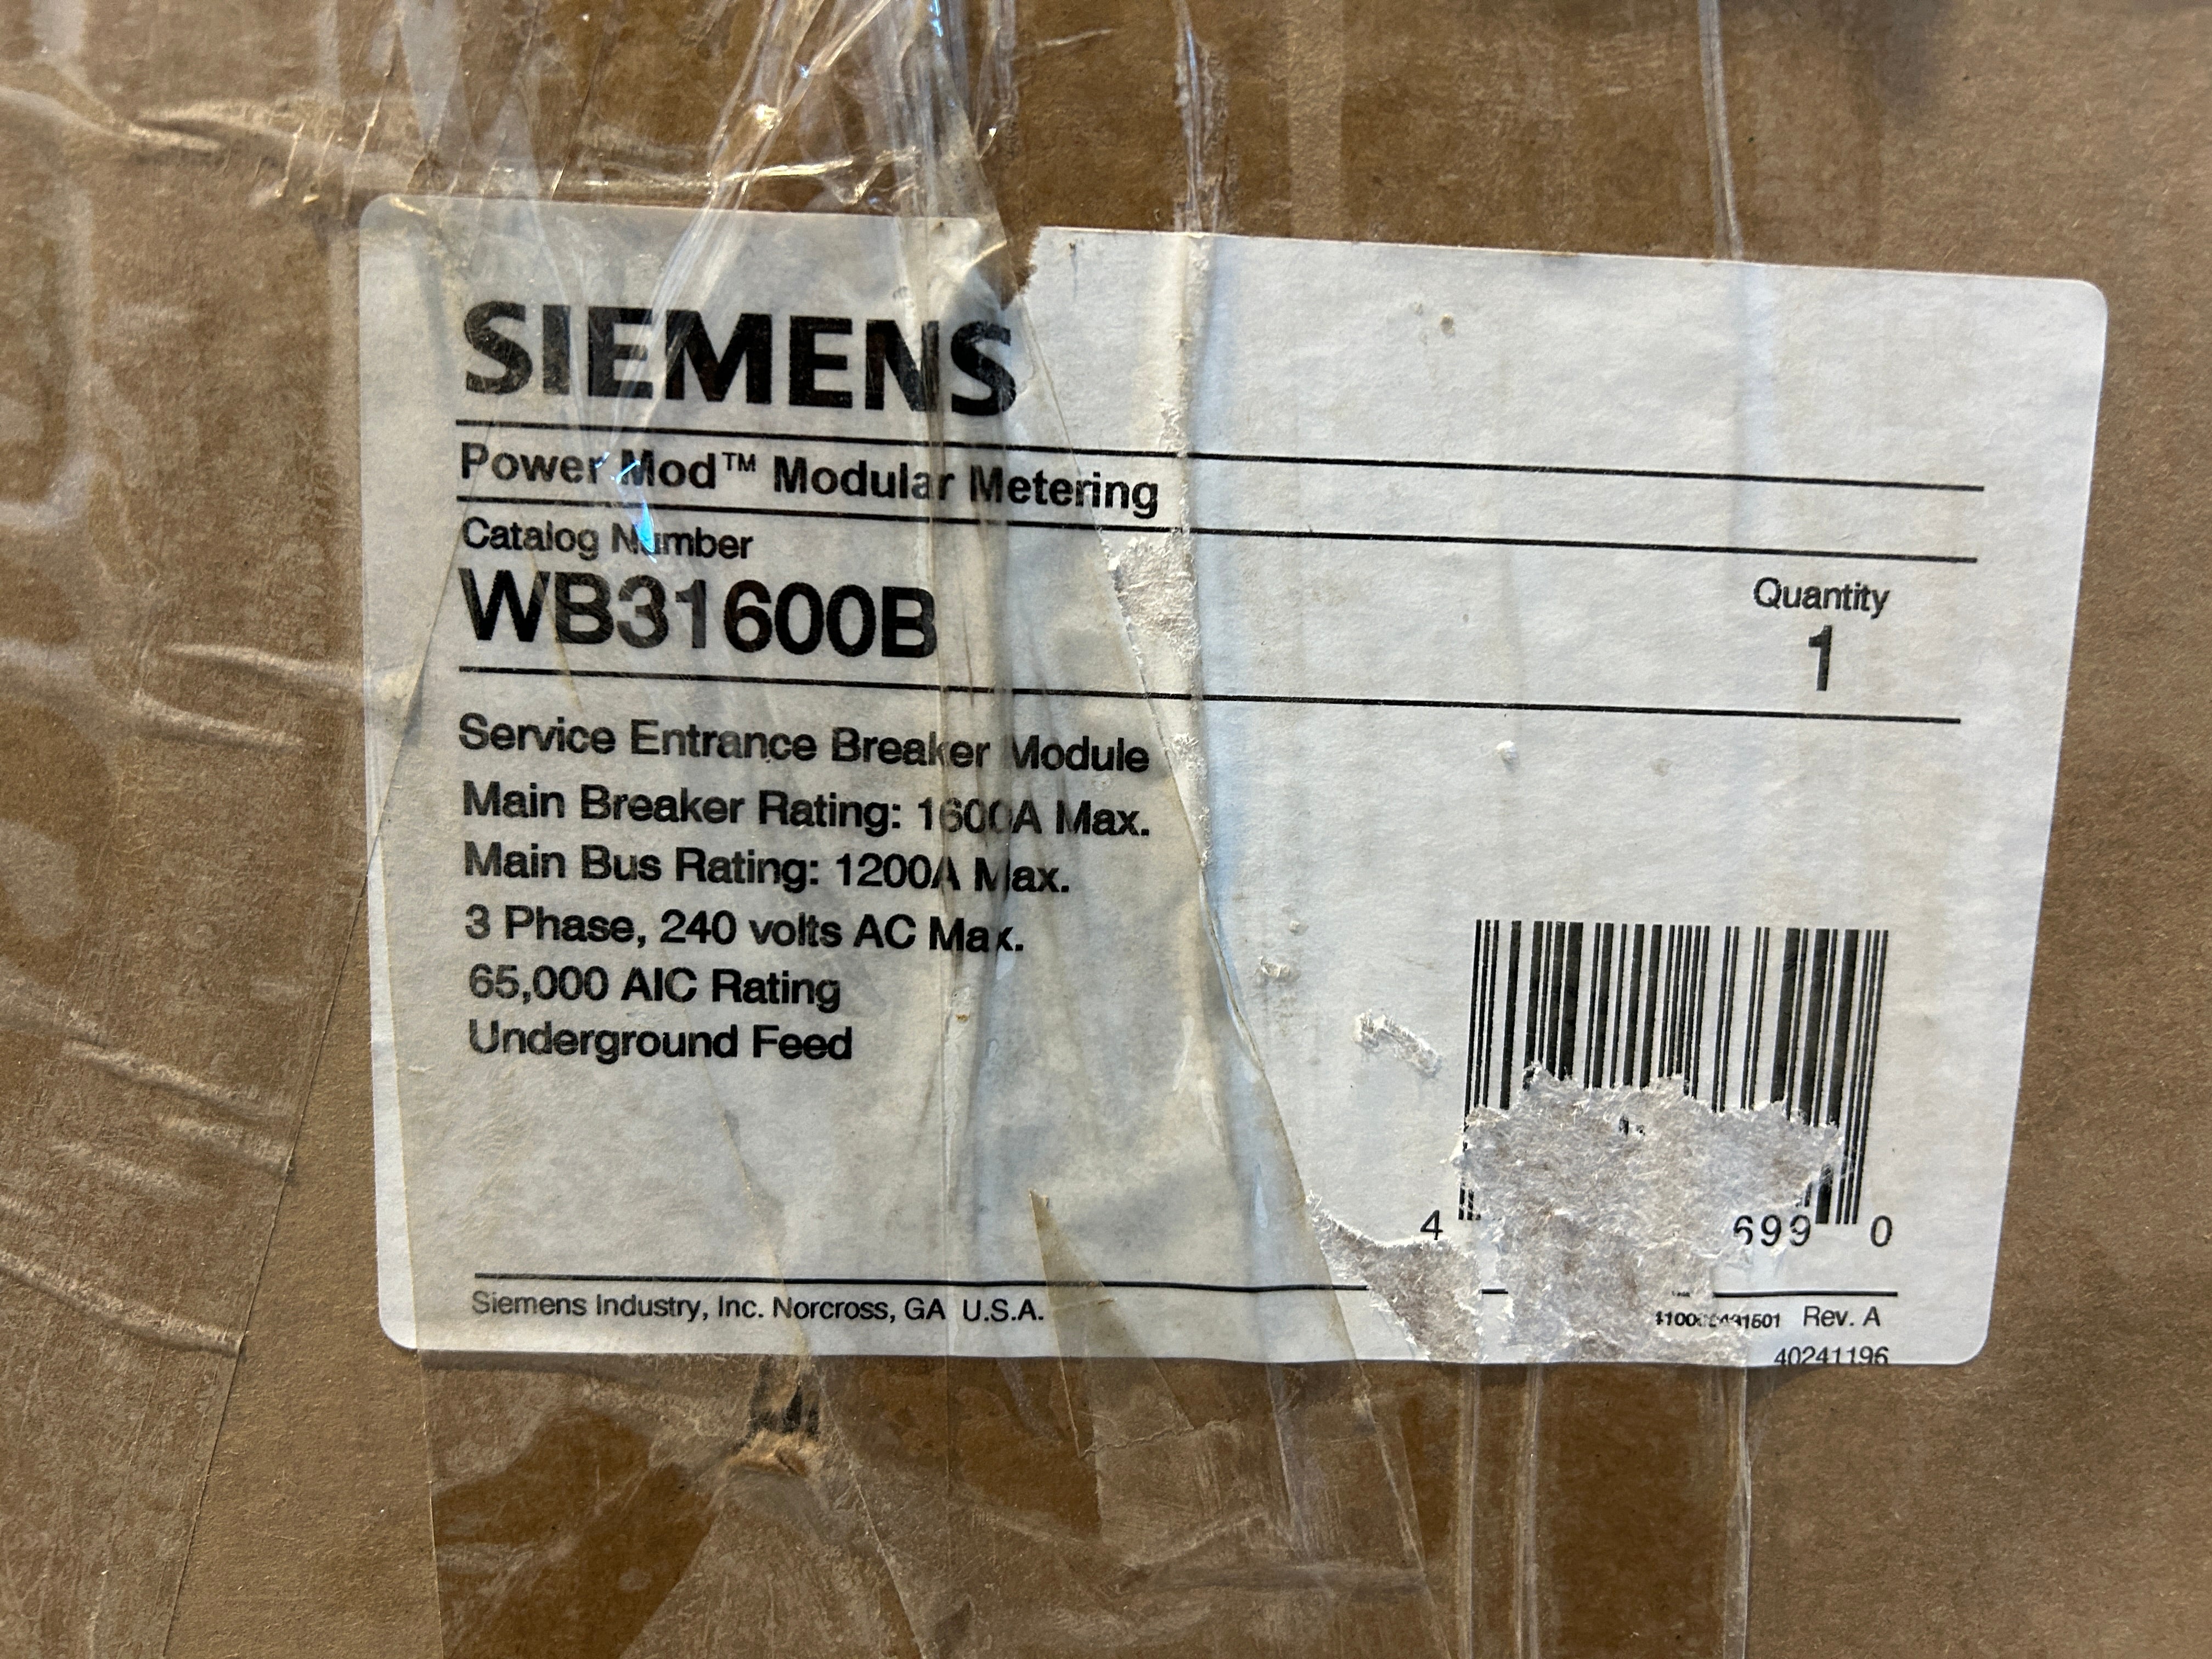 SIEMENS
Power Mod™ Modular Metering
Catalog Number
WB31600B
Quantity
1
Service Entrance Breaker Module
Main Breaker Rating: 1600A Max.
Main Bus Rating: 1200A Max.
3 Phase, 240 volts AC Max.
65,000 AIC Rating
Underground Feed
4 699 0
Siemens Industry, Inc. Norcross, GA U.S.A.
Rev. A
40241196